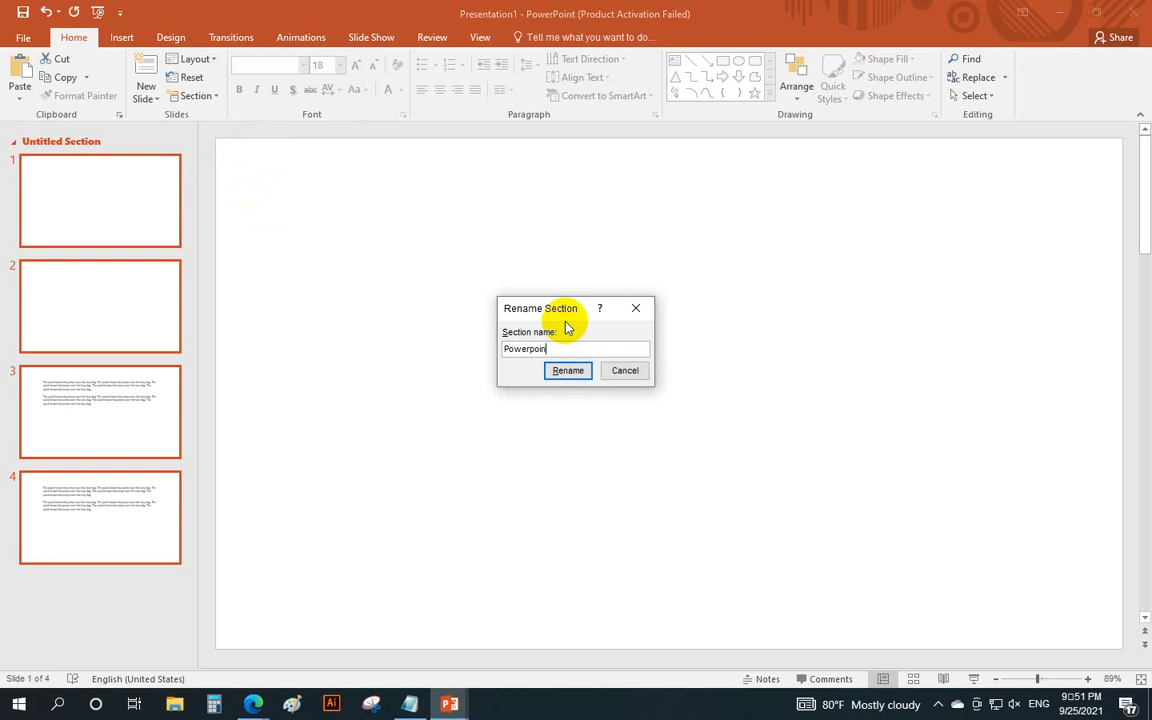 Presentation1 - PowerPoint (Product Activation Failed)
File Home Insert Design Transitions Animations Slide Show Review View Tell me what you want to do... Share
Paste
Cut
Copy
Format Painter
Clipboard
New Slide
Layout
Reset
Section
Slides
18
B I U S abc AV Aa A
Font
Text Direction
Align Text
Convert to SmartArt
Paragraph
Arrange
Quick Styles
Shape Fill
Shape Outline
Shape Effects
Drawing
Find
Replace
Select
Editing
Untitled Section
1
2
3
4
Rename Section ?
Section name:
Powerpoin
Rename Cancel
Slide 1 of 4 English (United States) Notes Comments 89%
80°F Mostly cloudy ENG 9:51 PM
9/25/2021
17